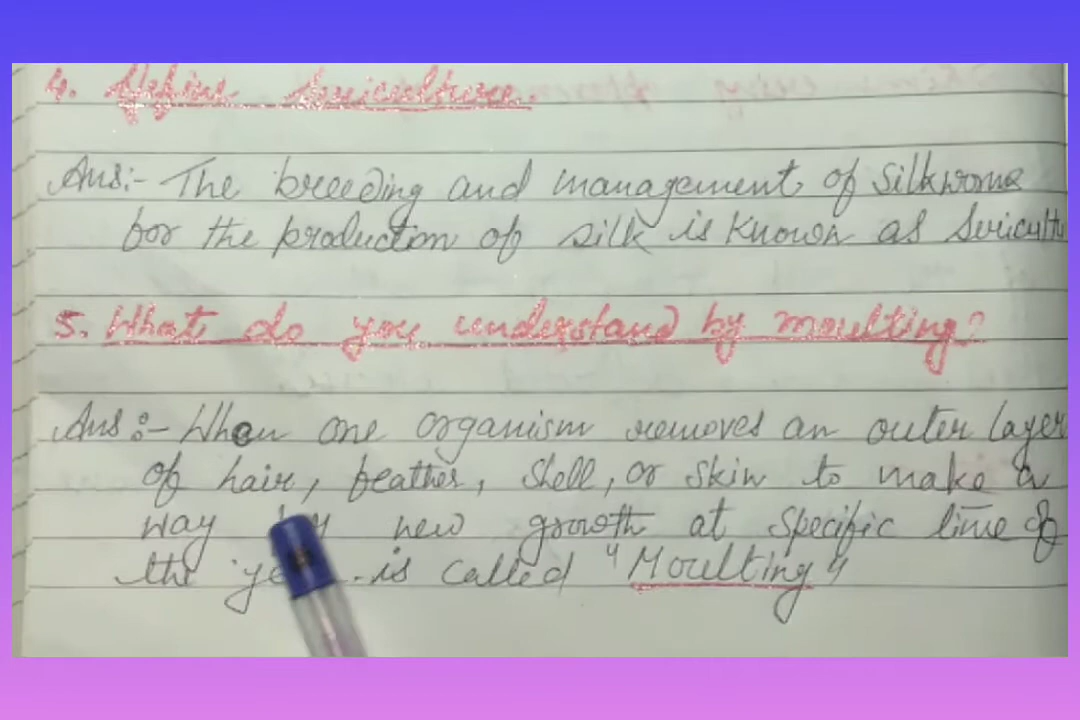 4. Define Sericulture.
Ans:- The breeding and management of silkworms
for the production of silk is known as Sericultu
5. What do you understand by moulting?
Ans:- When one organism removes an outer layer
of hair, feather, shell, or skin to make a
way new growth at specific time of
the is called "Moulting"